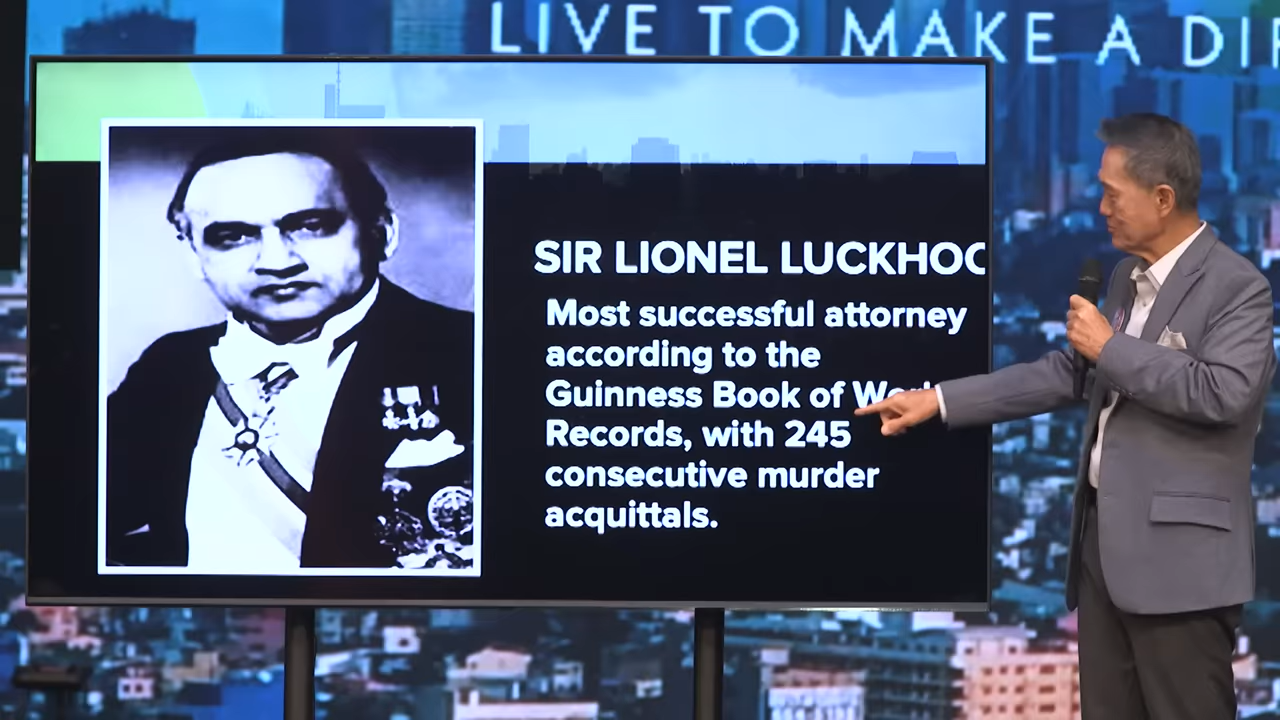 LIVE TO MAKE A DI
SIR LIONEL LUCKHOO
Most successful attorney
according to the
Guinness Book of
Records, with 245
consecutive murder
acquittals.